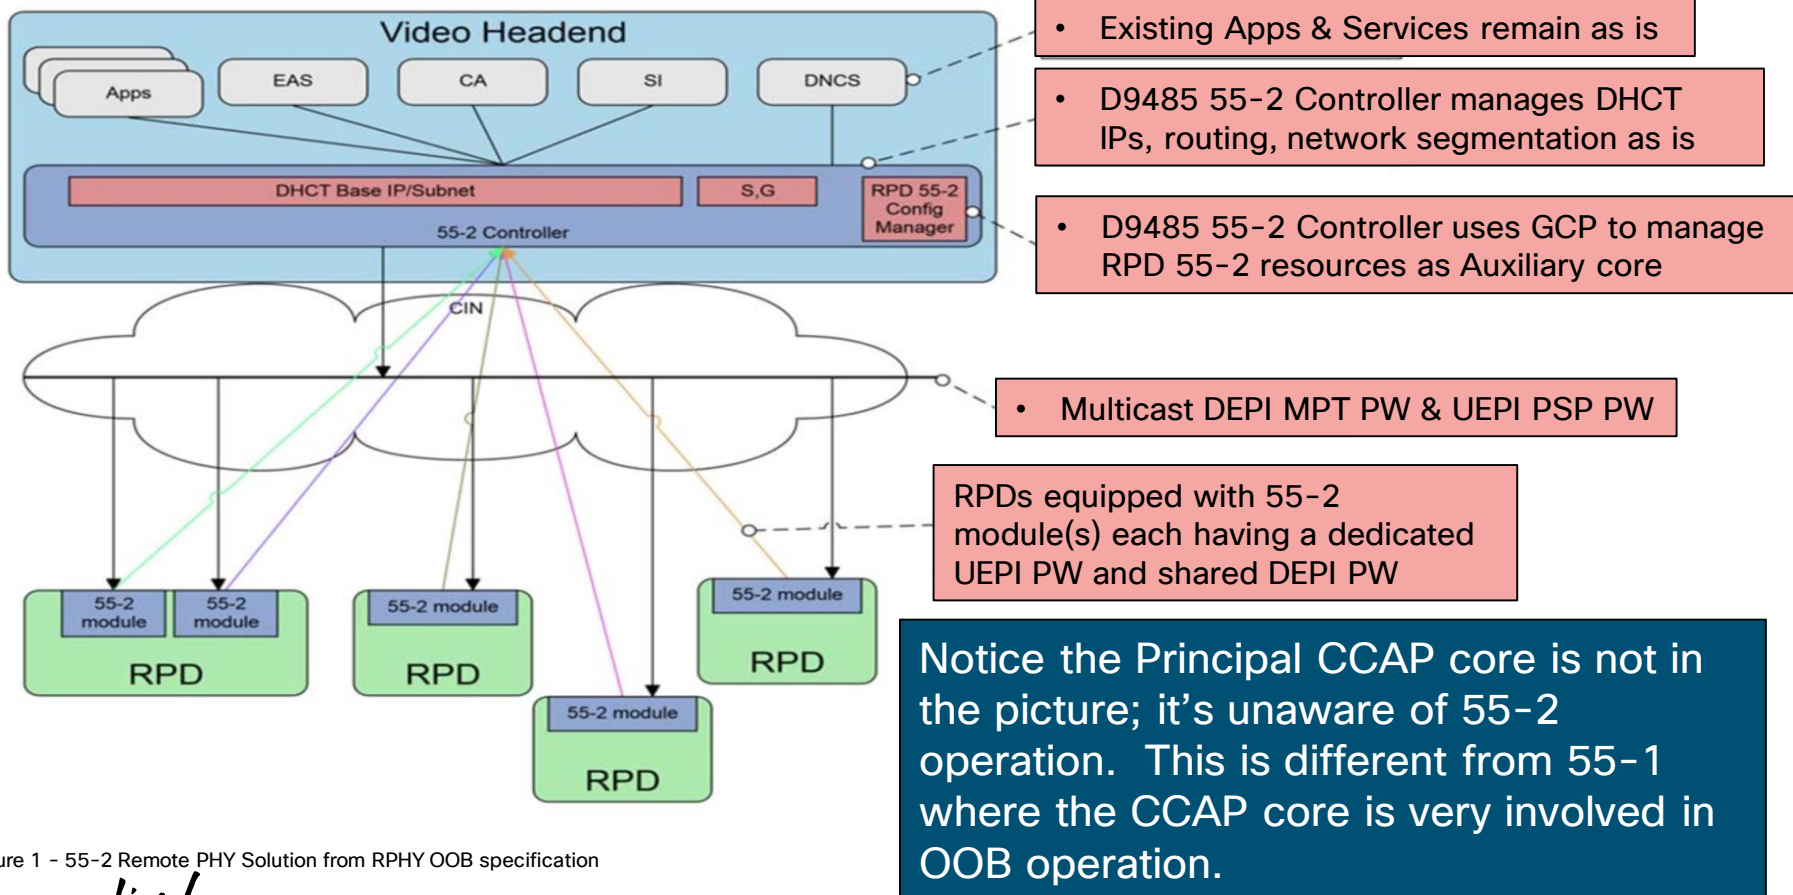 Video Headend
Apps
EAS
CA
SI
DNCS
DHCT Base IP/Subnet
S,G
RPD 55-2
Config
Manager
55-2 Controller
• Existing Apps & Services remain as is
• D9485 55-2 Controller manages DHCT
IPs, routing, network segmentation as is
• D9485 55-2 Controller uses GCP to manage
RPD 55-2 resources as Auxiliary core
CIN
• Multicast DEPI MPT PW & UEPI PSP PW
RPDs equipped with 55-2
module(s) each having a dedicated
UEPI PW and shared DEPI PW
55-2
module
55-2
module
RPD
55-2 module
RPD
55-2 module
RPD
55-2 module
RPD
Notice the Principal CCAP core is not in
the picture; it's unaware of 55-2
operation. This is different from 55-1
where the CCAP core is very involved in
OOB operation.
ure 1 - 55-2 Remote PHY Solution from RPHY OOB specification